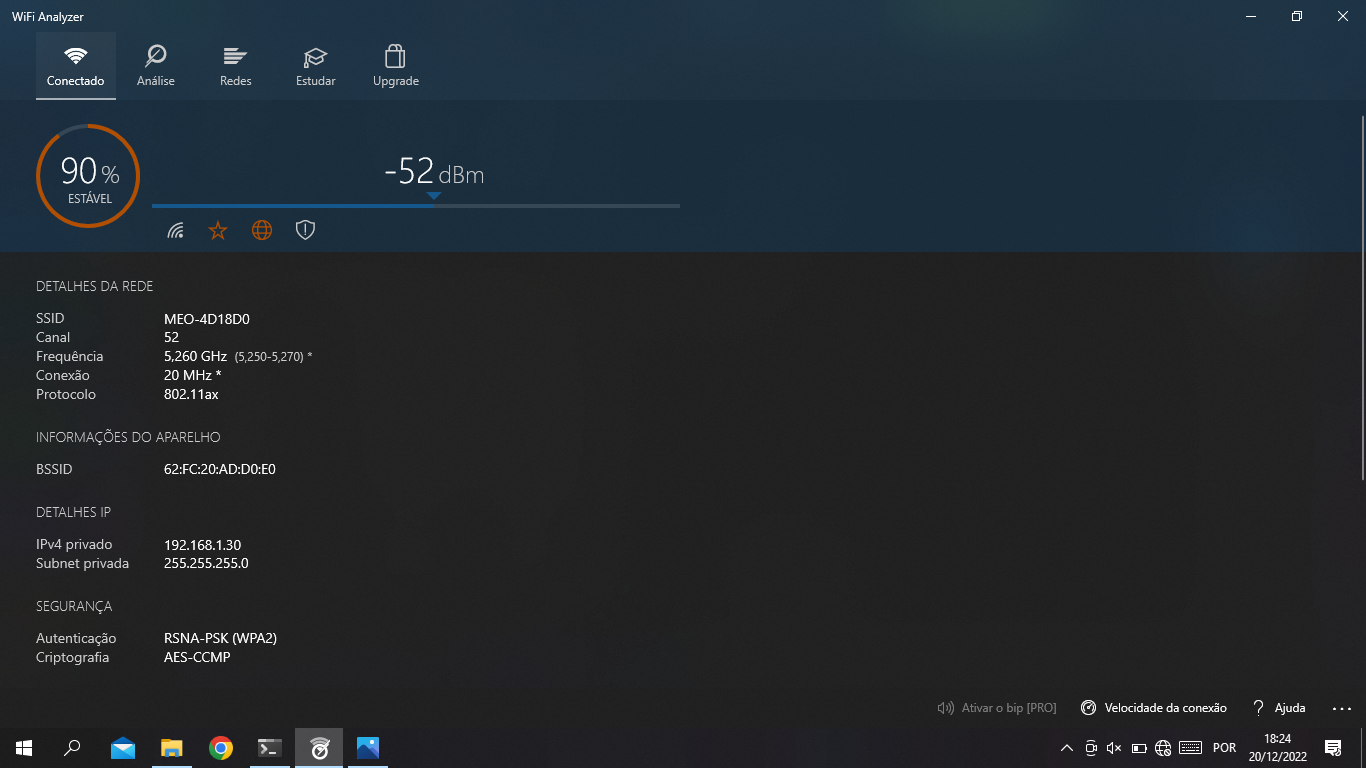 WiFi Analyzer
Conectado
Análise
Redes
Estudar
Upgrade
90 %
ESTÁVEL
-52 dBm
DETALHES DA REDE
SSID MEO-4D18D0
Canal 52
Frequência 5,260 GHz (5,250-5,270) *
Conexão 20 MHz *
Protocolo 802.11ax
INFORMAÇÕES DO APARELHO
BSSID 62:FC:20:AD:D0:E0
DETALHES IP
IPv4 privado 192.168.1.30
Subnet privada 255.255.255.0
SEGURANÇA
Autenticação RSNA-PSK (WPA2)
Criptografia AES-CCMP
Ativar o bip [PRO] Velocidade da conexão ? Ajuda ...
POR
18:24
20/12/2022